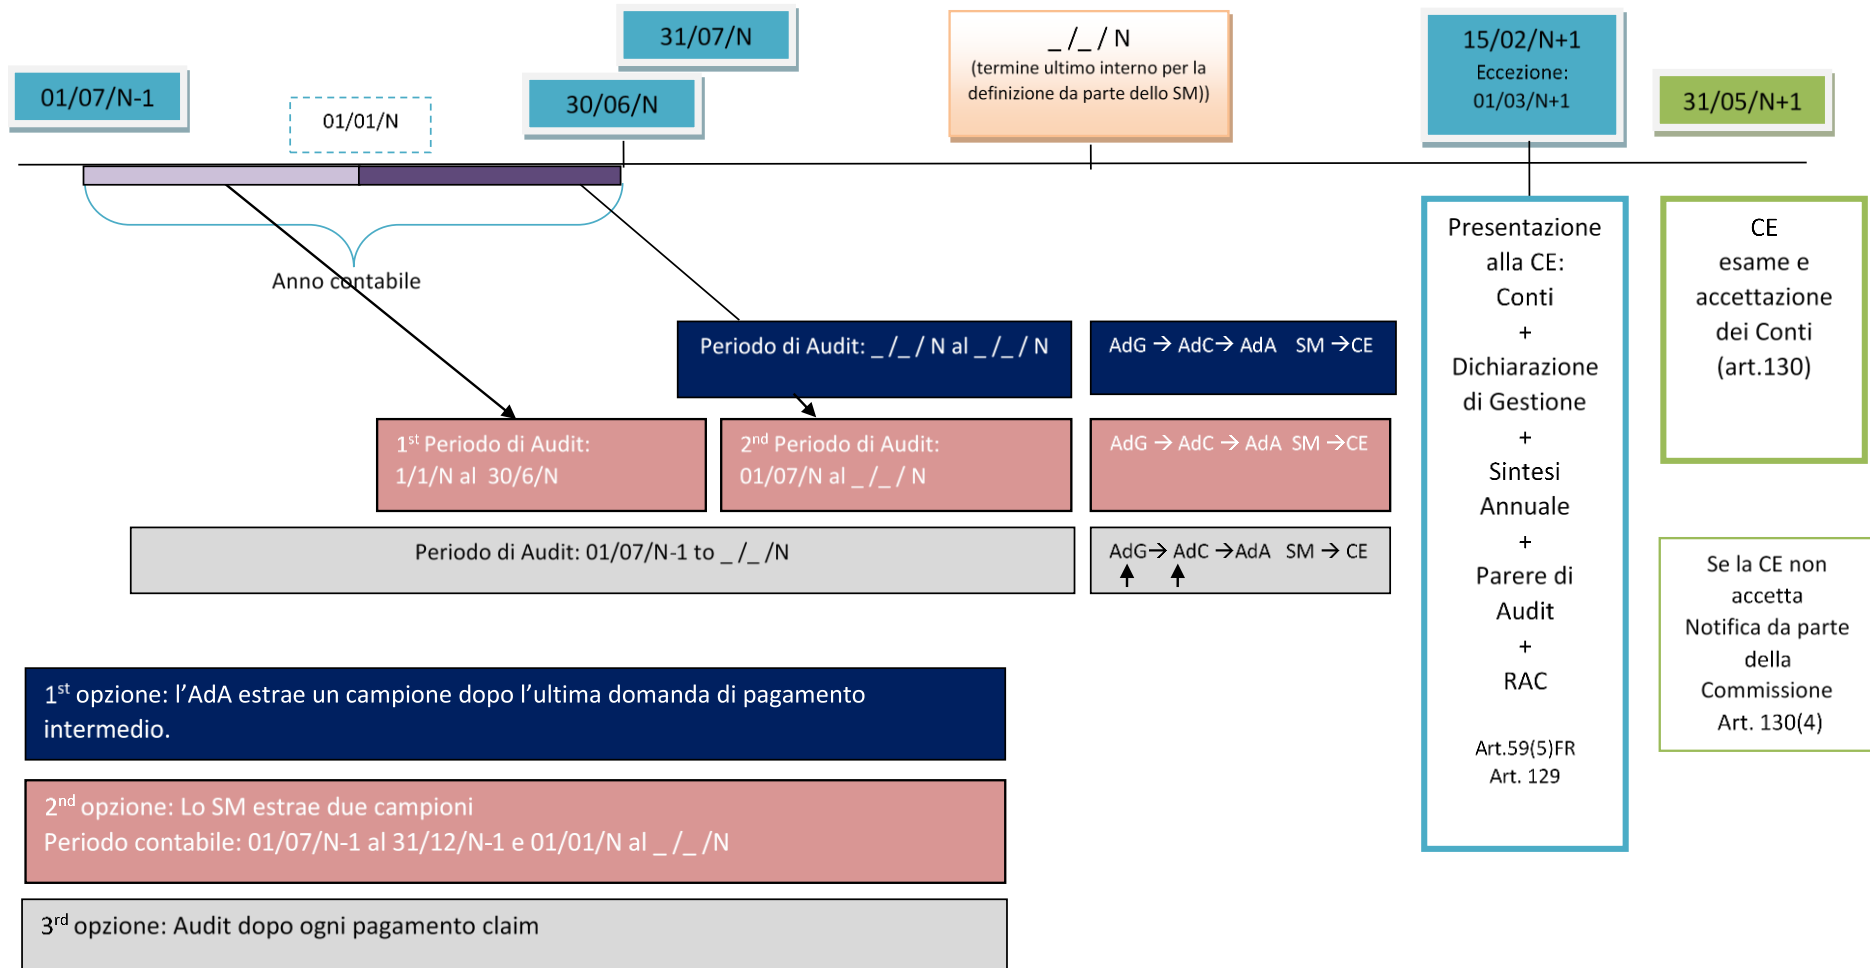 31/07/N
01/07/N-1
01/01/N
30/06/N
_ /_ / N
(termine ultimo interno per la
definizione da parte dello SM))
15/02/N+1
Eccezione:
01/03/N+1
31/05/N+1
Anno contabile
Periodo di Audit: _ /_ / N al _ /_ / N
AdG → AdC→ AdA SM →CE
1st Periodo di Audit:
1/1/N al 30/6/N
2nd Periodo di Audit:
01/07/N al _ /_ / N
AdG → AdC → AdA SM →CE
Periodo di Audit: 01/07/N-1 to _ /_ /N
AdG→ AdC →AdA SM → CE
Presentazione
alla CE:
Conti
+
Dichiarazione
di Gestione
+
Sintesi
Annuale
+
Parere di
Audit
+
RAC
Art.59(5)FR
Art. 129
CE
esame e
accettazione
dei Conti
(art.130)
Se la CE non
accetta
Notifica da parte
della
Commissione
Art. 130(4)
1st opzione: l’AdA estrae un campione dopo l’ultima domanda di pagamento
intermedio.
2nd opzione: Lo SM estrae due campioni
Periodo contabile: 01/07/N-1 al 31/12/N-1 e 01/01/N al _ /_ /N
3rd opzione: Audit dopo ogni pagamento claim